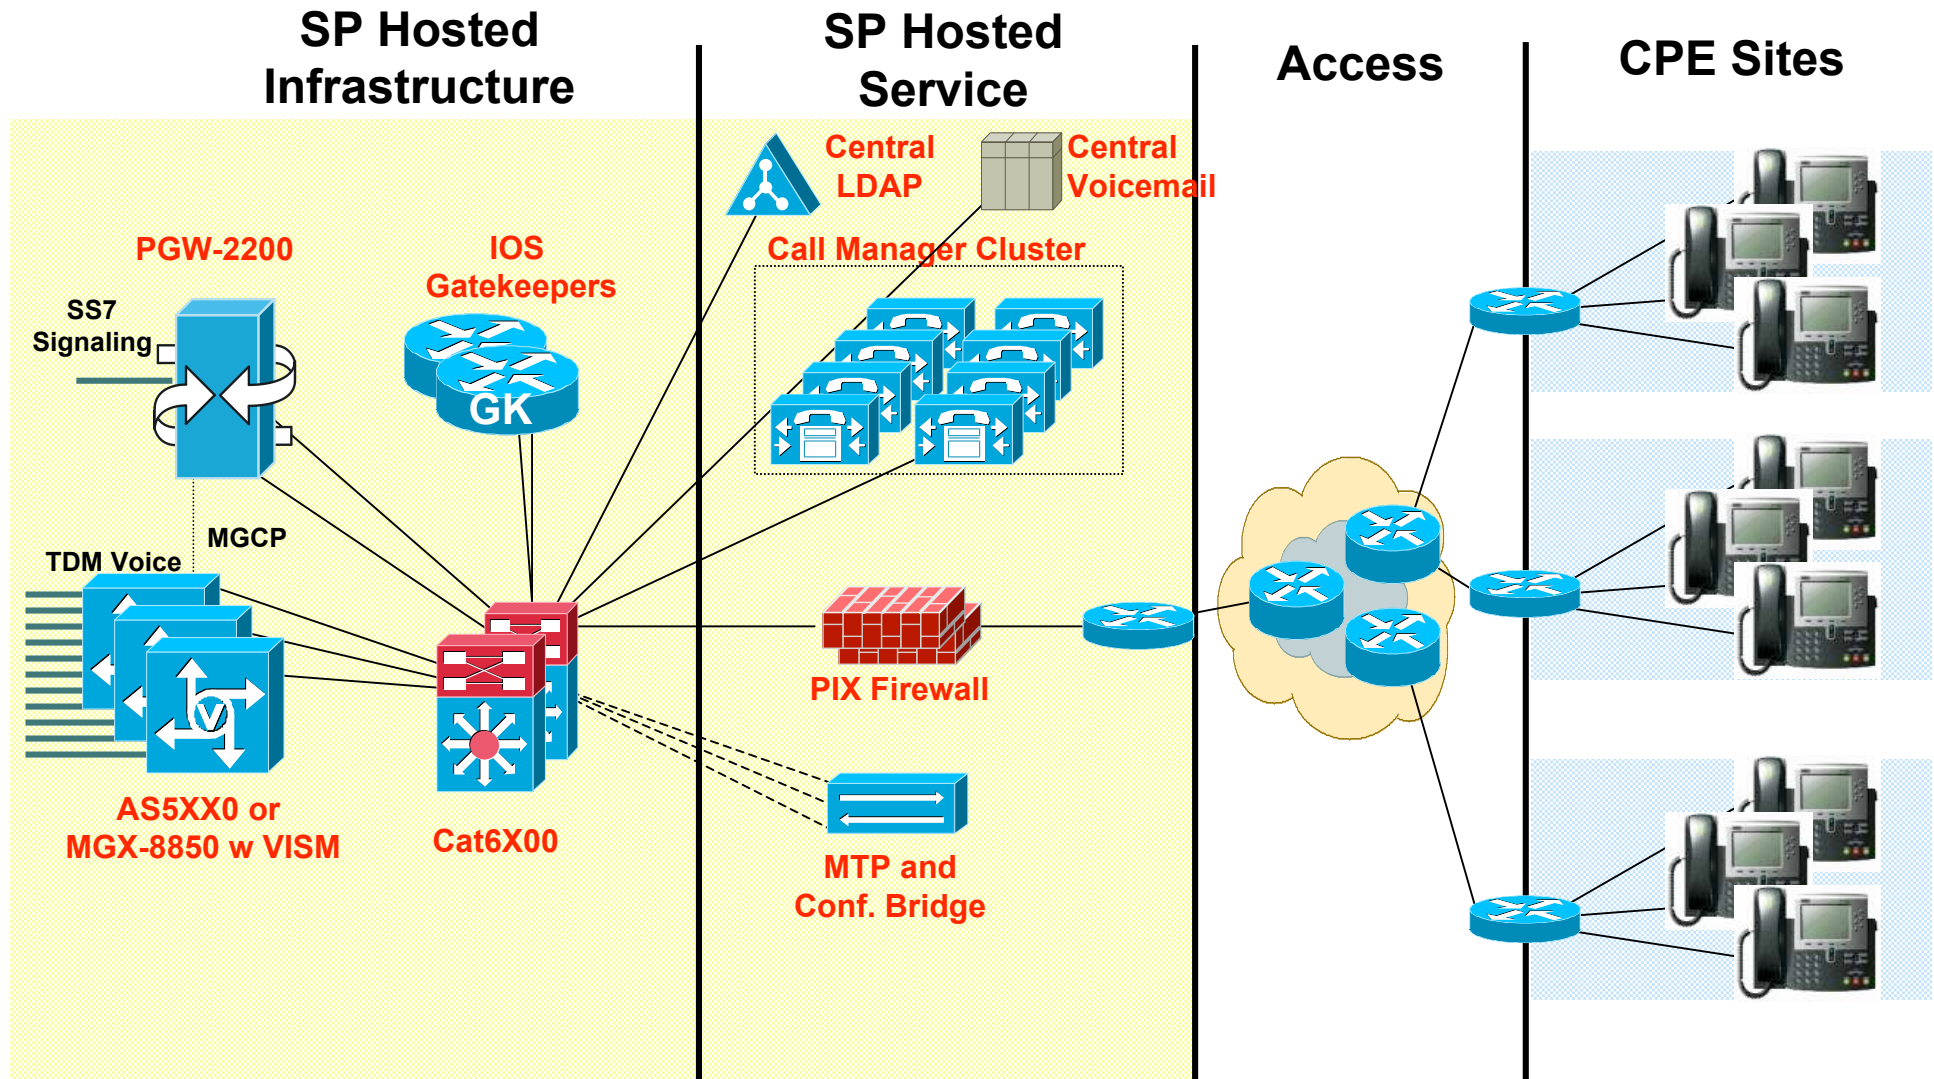 SP Hosted
Infrastructure
SP Hosted
Service
Access
CPE Sites
Central
LDAP
Central
Voicemail
PGW-2200
IOS
Gatekeepers
Call Manager Cluster
SS7
Signaling
GK
MGCP
TDM Voice
V
PIX Firewall
AS5XX0 or
MGX-8850 w VISM
Cat6X00
MTP and
Conf. Bridge